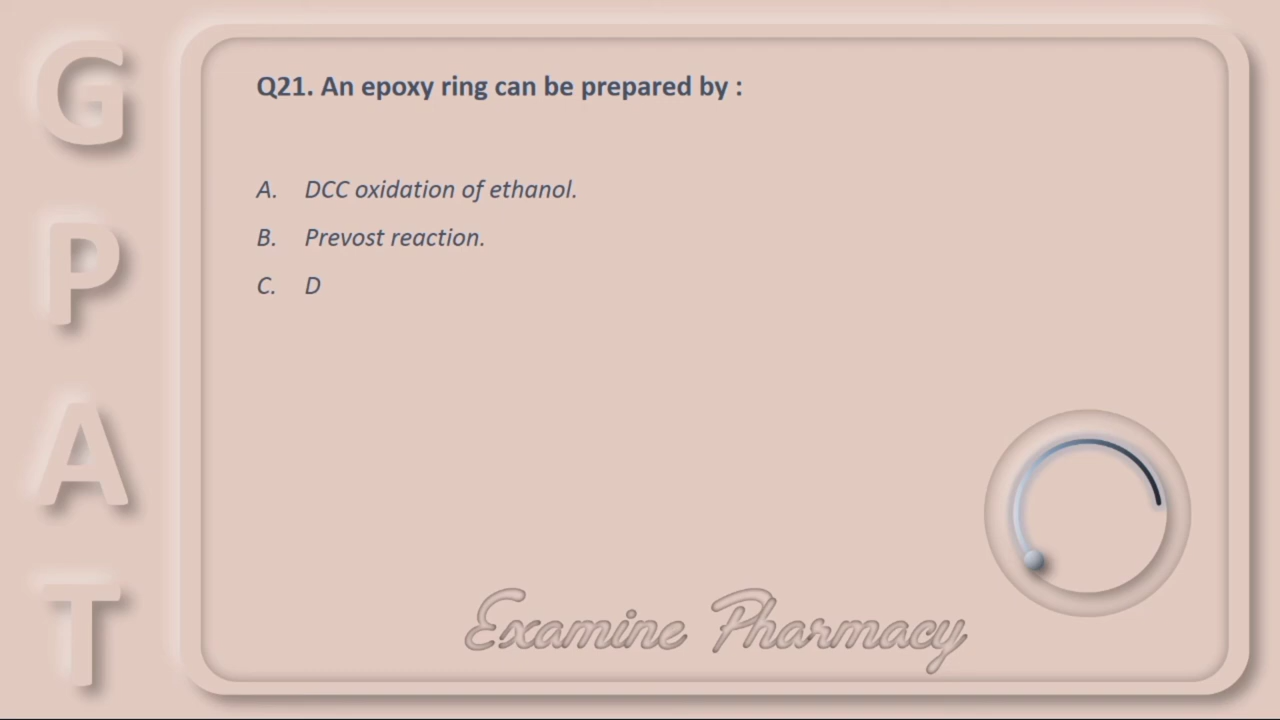 G
P
A
T
Q21. An epoxy ring can be prepared by :
A. DCC oxidation of ethanol.
B. Prevost reaction.
C. D
Examine Pharmacy